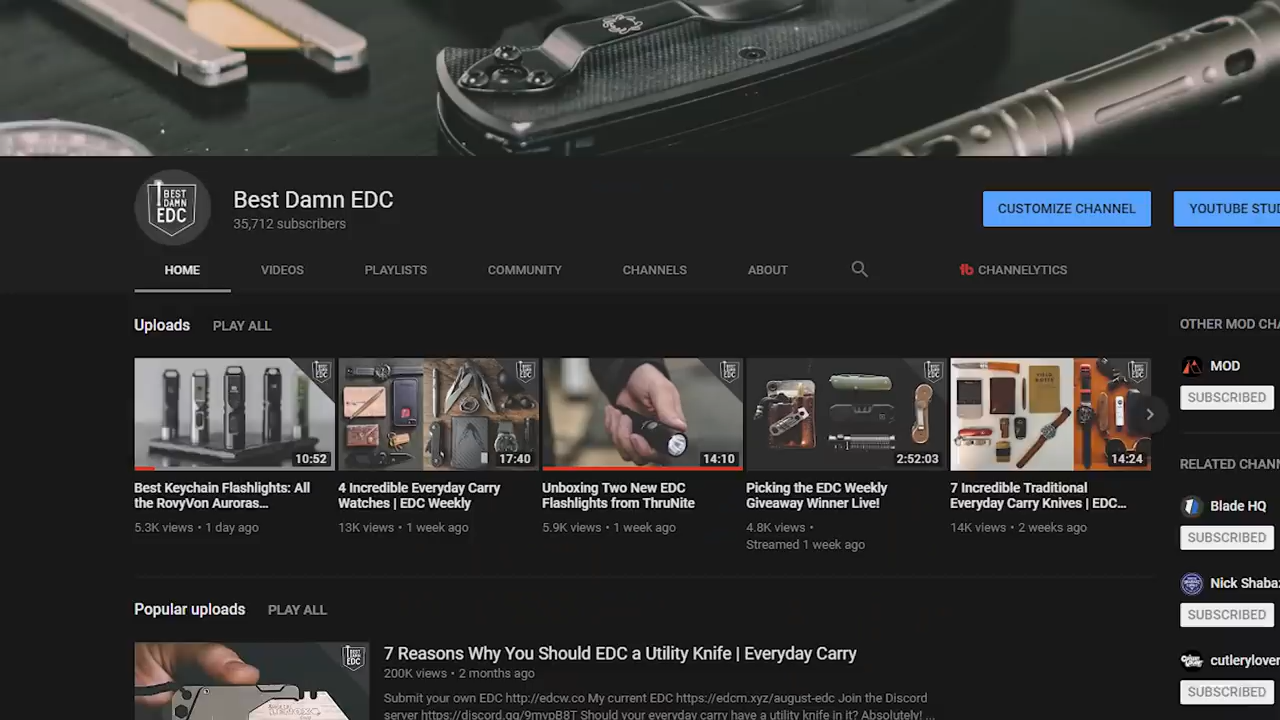 BEST
DAMN
EDC
Best Damn EDC
35,712 subscribers
CUSTOMIZE CHANNEL
YOUTUBE STUD
HOME
VIDEOS
PLAYLISTS
COMMUNITY
CHANNELS
ABOUT
CHANNELYTICS
Uploads
PLAY ALL
10:52
Best Keychain Flashlights: All
the RovyVon Auroras...
5.3K views • 1 day ago
17:40
4 Incredible Everyday Carry
Watches | EDC Weekly
13K views • 1 week ago
14:10
Unboxing Two New EDC
Flashlights from ThruNite
5.9K views • 1 week ago
2:52:03
Picking the EDC Weekly
Giveaway Winner Live!
4.8K views •
Streamed 1 week ago
14:24
7 Incredible Traditional
Everyday Carry Knives | EDC...
14K views • 2 weeks ago
OTHER MOD CHA
MOD
SUBSCRIBED
RELATED CHANN
Blade HQ
SUBSCRIBED
Nick Shabaz
SUBSCRIBED
cutlerylover
SUBSCRIBED
Popular uploads
PLAY ALL
7 Reasons Why You Should EDC a Utility Knife | Everyday Carry
200K views • 2 months ago
Submit your own EDC http://edcw.co My current EDC https://edcm.xyz/august-edc Join the Discord
server https://discord.gg/9mvpB8T Should your everyday carry have a utility knife in it? Absolutely! ...